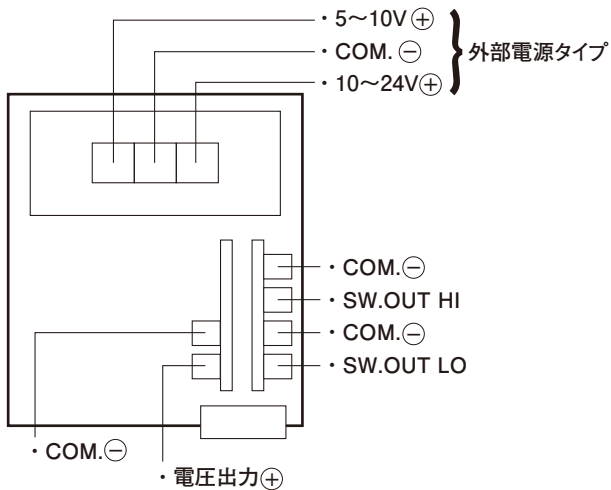 ・5～10V⊕
・COM.⊖
・10～24V⊕
外部電源タイプ
・COM.⊖
・SW.OUT HI
・COM.⊖
・SW.OUT LO
・COM.⊖
・電圧出力⊕